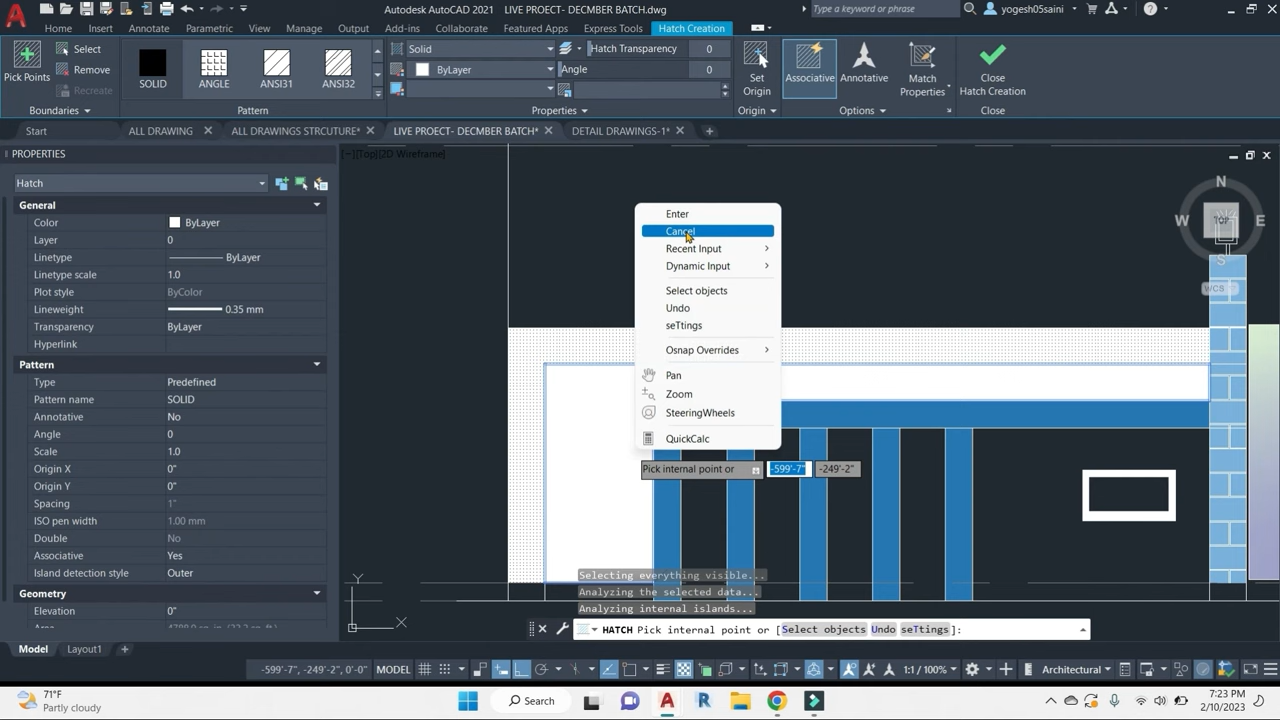 Autodesk AutoCAD 2021 LIVE PROECT- DECMBER BATCH.dwg
Type a keyword or phrase
yogesh05saini
Home Insert Annotate Parametric View Manage Output Add-ins Collaborate Featured Apps Express Tools Hatch Creation
Pick Points
Select
Remove
Recreate
Boundaries
SOLID
ANGLE
ANSI31
ANSI32
Pattern
Solid
ByLayer
Hatch Transparency 0
Angle 0
Properties
Set
Origin
Origin
Associative
Annotative
Match
Properties
Options
Close
Hatch Creation
Close
Start
ALL DRAWING
ALL DRAWINGS STRCUTURE*
LIVE PROJECT- DECMBER BATCH*
DETAIL DRAWINGS-1*
PROPERTIES
[−][Top][2D Wireframe]
Hatch
General
Color ByLayer
Layer 0
Linetype ByLayer
Linetype scale 1.0
Plot style ByColor
Lineweight 0.35 mm
Transparency ByLayer
Hyperlink
Pattern
Type Predefined
Pattern name SOLID
Annotative No
Angle 0
Scale 1.0
Origin X 0"
Origin Y 0"
Spacing 1"
ISO pen width 1.00 mm
Double No
Associative Yes
Island detection style Outer
Geometry
Elevation 0"
Enter
Cancel
Recent Input
Dynamic Input
Select objects
Undo
seTtings
Osnap Overrides
Pan
Zoom
SteeringWheels
QuickCalc
N
W TOP E
S
WCS
Pick internal point or -599'-7" -249'-2"
Selecting everything visible...
Analyzing the selected data...
Analyzing internal islands...
Y
X
HATCH Pick internal point or [Select objects Undo seTtings]:
Model Layout1
-599'-7", -249'-2", 0'-0" MODEL
1:1 / 100%
Architectural
71°F
Partly cloudy
Search
7:23 PM
2/10/2023